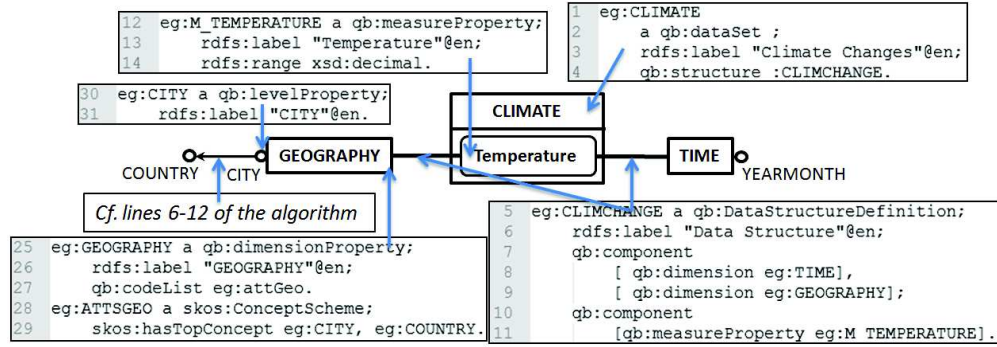 12 eg:M_TEMPERATURE a qb:measureProperty;
13 rdfs:label "Temperature"@en;
14 rdfs:range xsd:decimal.
1 eg:CLIMATE
2 a qb:dataSet ;
3 rdfs:label "Climate Changes"@en;
4 qb:structure :CLIMCHANGE.
30 eg:CITY a qb:levelProperty;
31 rdfs:label "CITY"@en.
CLIMATE
Temperature
GEOGRAPHY
TIME
COUNTRY
CITY
YEARMONTH
Cf. lines 6-12 of the algorithm
25 eg:GEOGRAPHY a qb:dimensionProperty;
26 rdfs:label "GEOGRAPHY"@en;
27 qb:codeList eg:attGeo.
28 eg:ATTSGEO a skos:ConceptScheme;
29 skos:hasTopConcept eg:CITY, eg:COUNTRY.
5 eg:CLIMCHANGE a qb:DataStructureDefinition;
6 rdfs:label "Data Structure"@en;
7 qb:component
8 [ qb:dimension eg:TIME],
9 [ qb:dimension eg:GEOGRAPHY];
10 qb:component
11 [qb:measureProperty eg:M_TEMPERATURE].